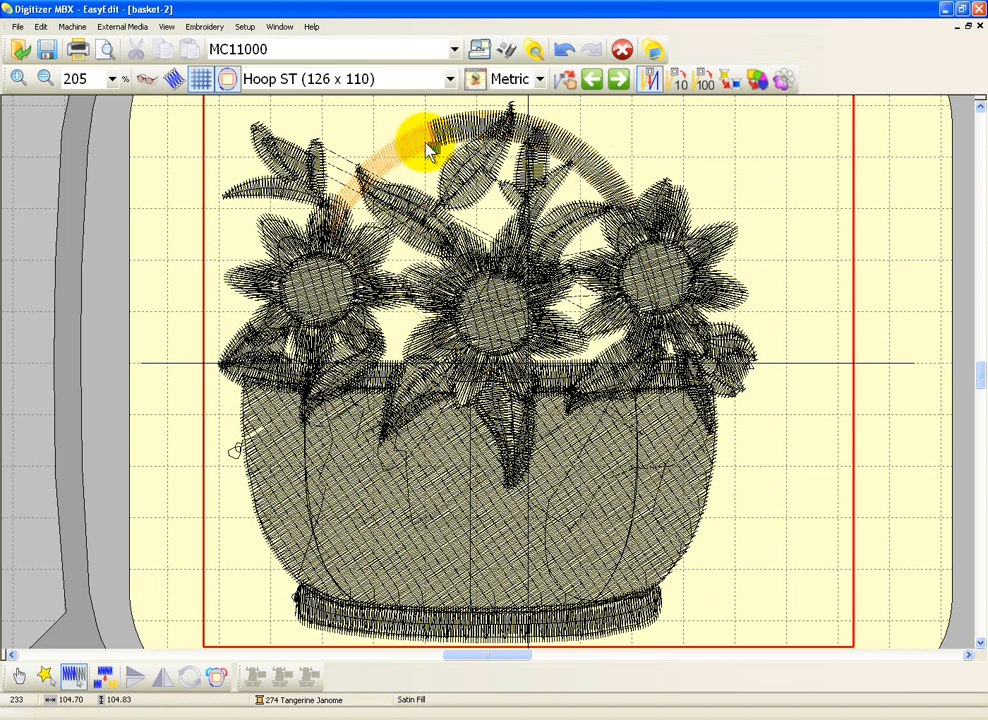 Digitizer MBX - EasyEdit - [basket-2]
File Edit Machine External Media View Embroidery Setup Window Help
MC11000
205 % Hoop ST (126 x 110) Metric 10 100
233 104.70 104.83 274 Tangerine Janome Satin Fill